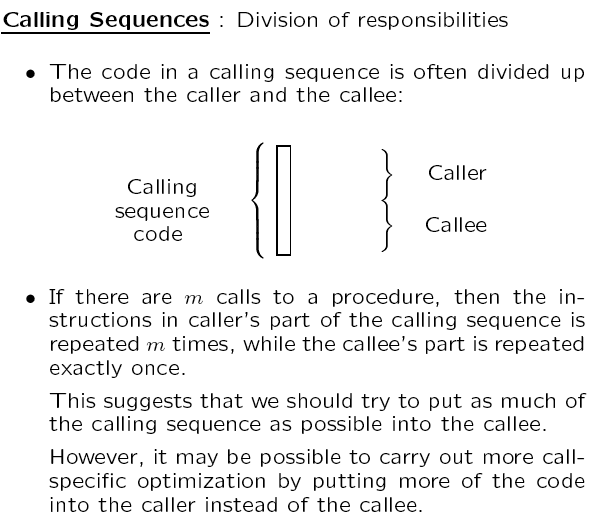 Calling Sequences : Division of responsibilities
• The code in a calling sequence is often divided up
between the caller and the callee:
Calling
sequence
code
Caller
Callee
• If there are m calls to a procedure, then the in-
structions in caller's part of the calling sequence is
repeated m times, while the callee's part is repeated
exactly once.
This suggests that we should try to put as much of
the calling sequence as possible into the callee.
However, it may be possible to carry out more call-
specific optimization by putting more of the code
into the caller instead of the callee.